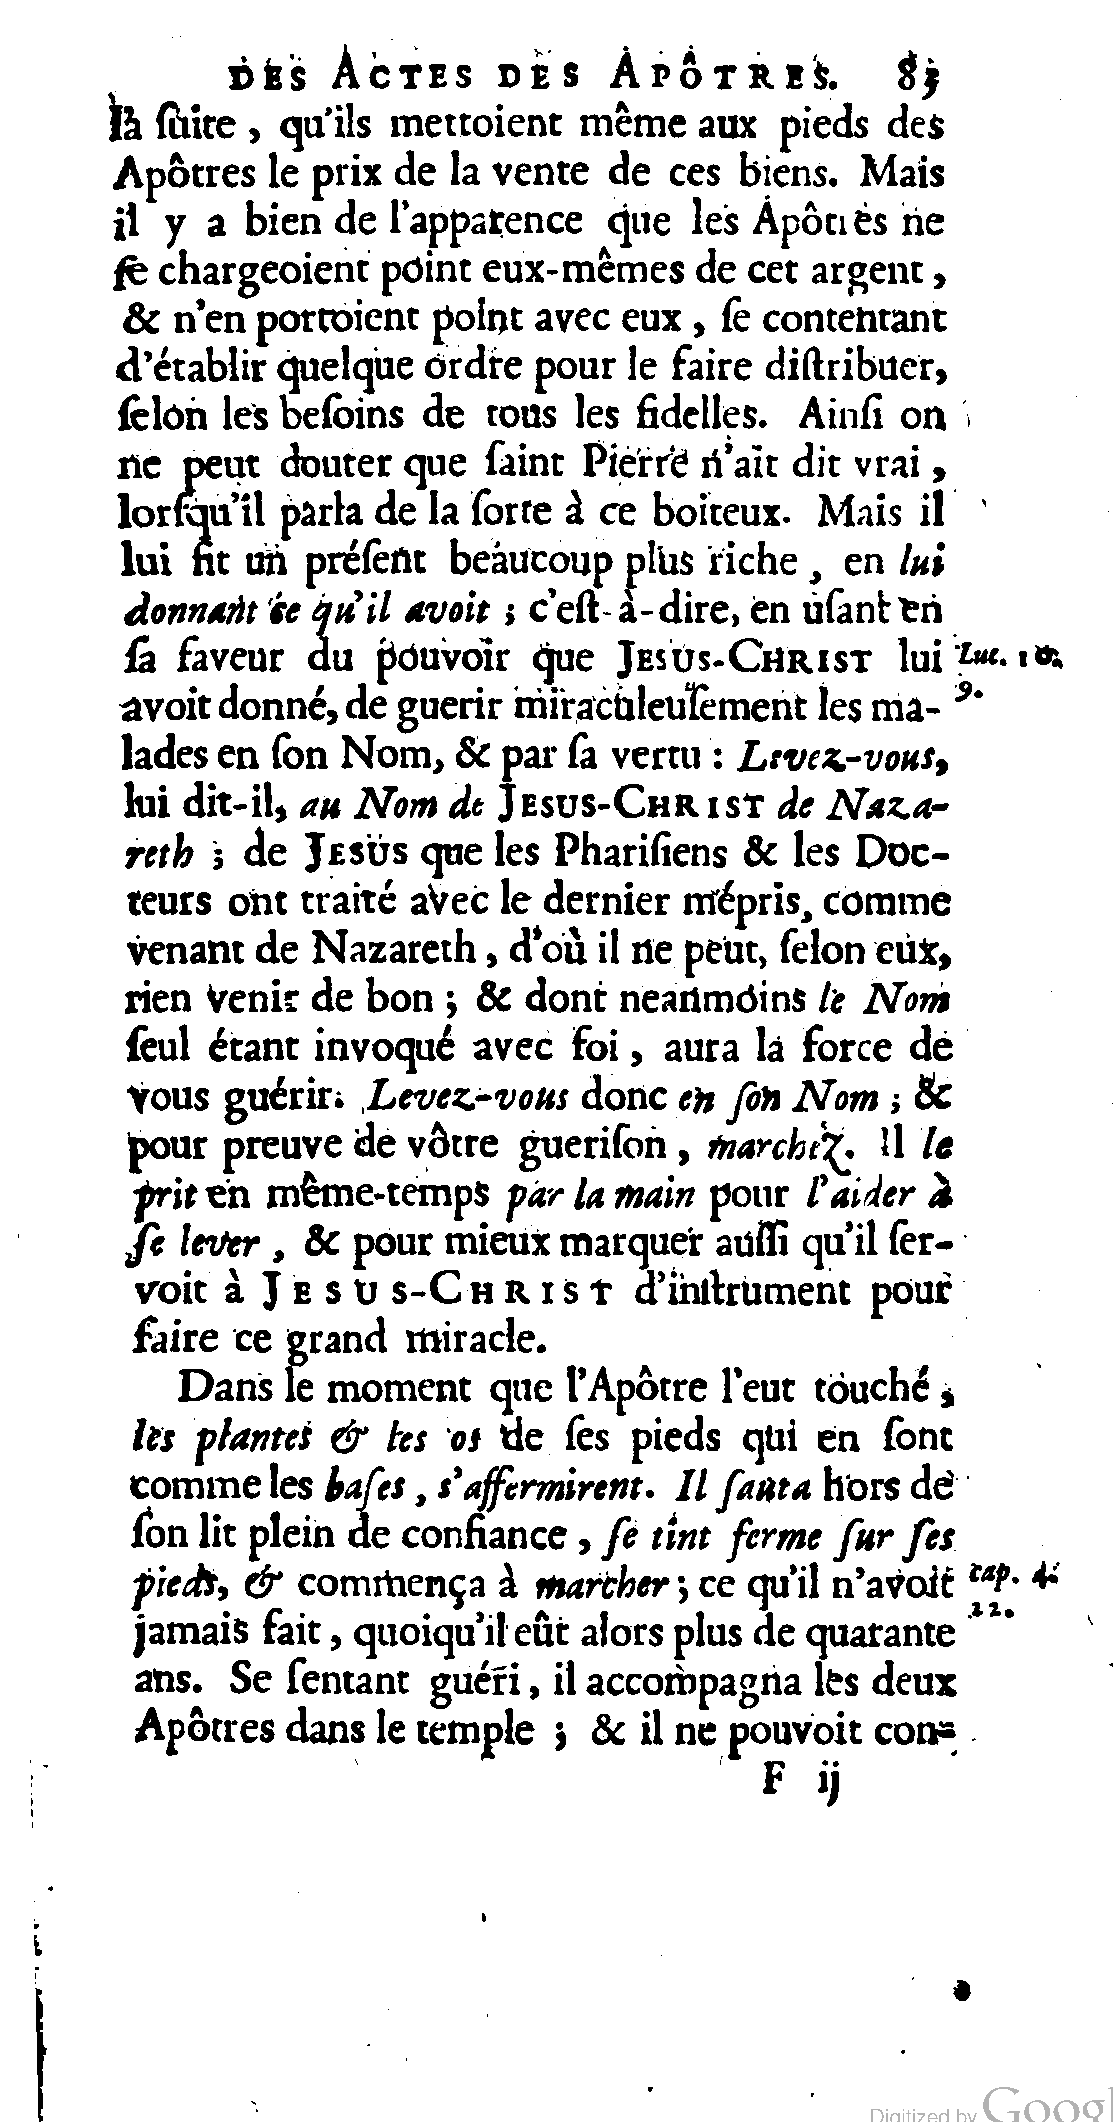 DES ACTES DES APÔTRES. 83
la ſuite, qu'ils mettoient même aux pieds des
Apôtres le prix de la vente de ces biens. Mais
il y a bien de l'apparence que les Apôtres ne
ſe chargeoient point eux-mêmes de cet argent,
& n'en portoient point avec eux, ſe contentant
d'établir quelque ordre pour le faire diſtribuer,
ſelon les beſoins de tous les fidelles. Ainſi on
ne peut douter que ſaint Pierre n'ait dit vrai,
lorſqu'il parla de la ſorte à ce boiteux. Mais il
lui fit un préſent beaucoup plus riche, en lui
donnant ce qu'il avoit; c'eſt-à-dire, en uſant en
ſa faveur du pouvoir que JESUS-CHRIST lui Luc. 10.
avoit donné, de guerir miraculeuſement les ma- 9.
lades en ſon Nom, & par ſa vertu : Levez-vous,
lui dit-il, au Nom de JESUS-CHRIST de Naza-
reth; de JESUS que les Phariſiens & les Doc-
teurs ont traité avec le dernier mépris, comme
venant de Nazareth, d'où il ne peut, ſelon eux,
rien venir de bon; & dont neanmoins le Nom
ſeul étant invoqué avec foi, aura la force de
vous guérir. Levez-vous donc en ſon Nom; &
pour preuve de vôtre gueriſon, marchez. Il le
prit en même-temps par la main pour l'aider à
ſe lever, & pour mieux marquer auſſi qu'il ſer-
voit à JESUS-CHRIST d'inſtrument pour
faire ce grand miracle.
Dans le moment que l'Apôtre l'eut touché,
les plantes & les os de ſes pieds qui en ſont
comme les baſes, s'affermirent. Il ſauta hors de
ſon lit plein de confiance, ſe tint ferme ſur ſes
pieds, & commença à marcher; ce qu'il n'avoit cap. 4.
jamais fait, quoiqu'il eût alors plus de quarante 22.
ans. Se ſentant guéri, il accompagna les deux
Apôtres dans le temple; & il ne pouvoit con-
F ij
Digitized by Googl